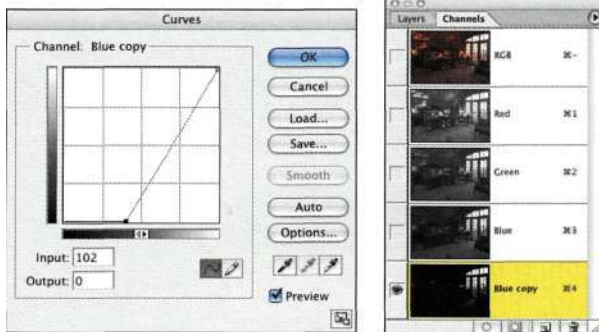 Curves
Channel: Blue copy
OK
Cancel
Load...
Save...
Smooth
Auto
Options...
Input: 102
Output: 0
Preview
Layers Channels
RGB ⌘~
Red ⌘1
Green ⌘2
Blue ⌘3
Blue copy ⌘4